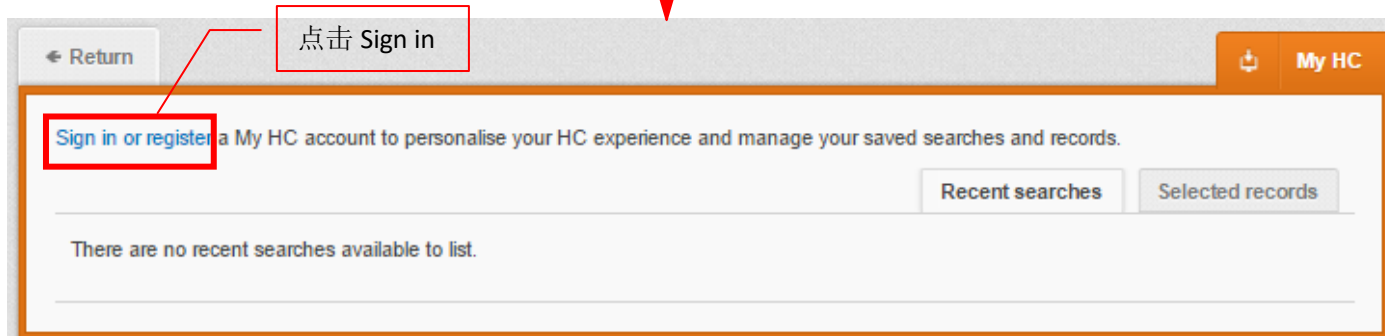 点击 Sign in
← Return
My HC
Sign in or register a My HC account to personalise your HC experience and manage your saved searches and records.
Recent searches
Selected records
There are no recent searches available to list.